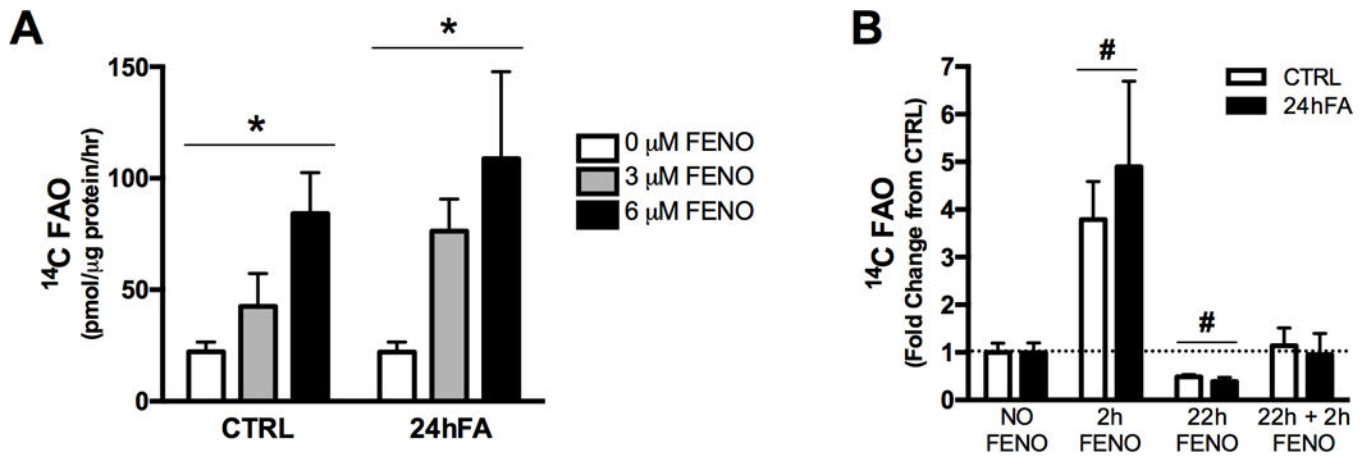 A
*
*
150
100
50
0
¹⁴C FAO
(pmol/μg protein/hr)
CTRL
24hFA
0 μM FENO
3 μM FENO
6 μM FENO
B
#
#
7
6
5
4
3
2
1
0
¹⁴C FAO
(Fold Change from CTRL)
CTRL
24hFA
NO
FENO
2h
FENO
22h
FENO
22h + 2h
FENO